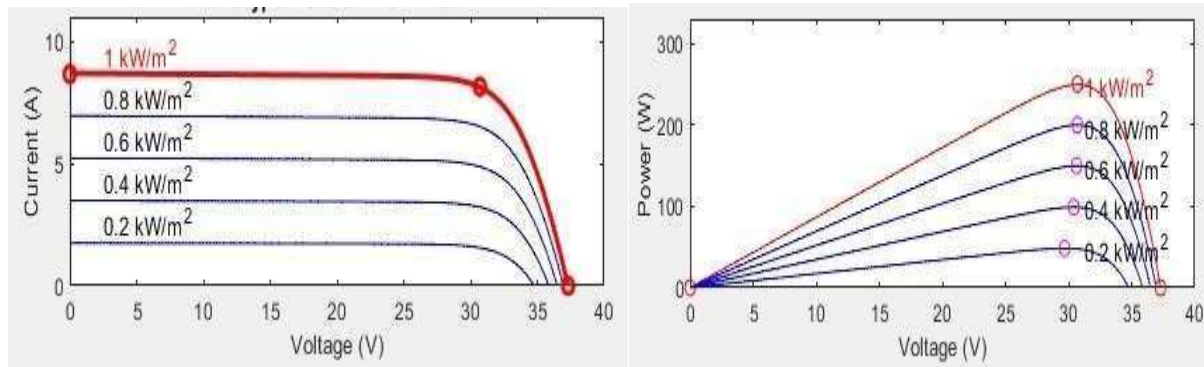 10
1 kW/m²
0.8 kW/m²
0.6 kW/m²
5
0.4 kW/m²
0.2 kW/m²
0
0 5 10 15 20 25 30 35 40
Current (A)
Voltage (V)
300
200
100
0
1 kW/m²
0.8 kW/m²
0.6 kW/m²
0.4 kW/m²
0.2 kW/m²
0 5 10 15 20 25 30 35 40
Power (W)
Voltage (V)